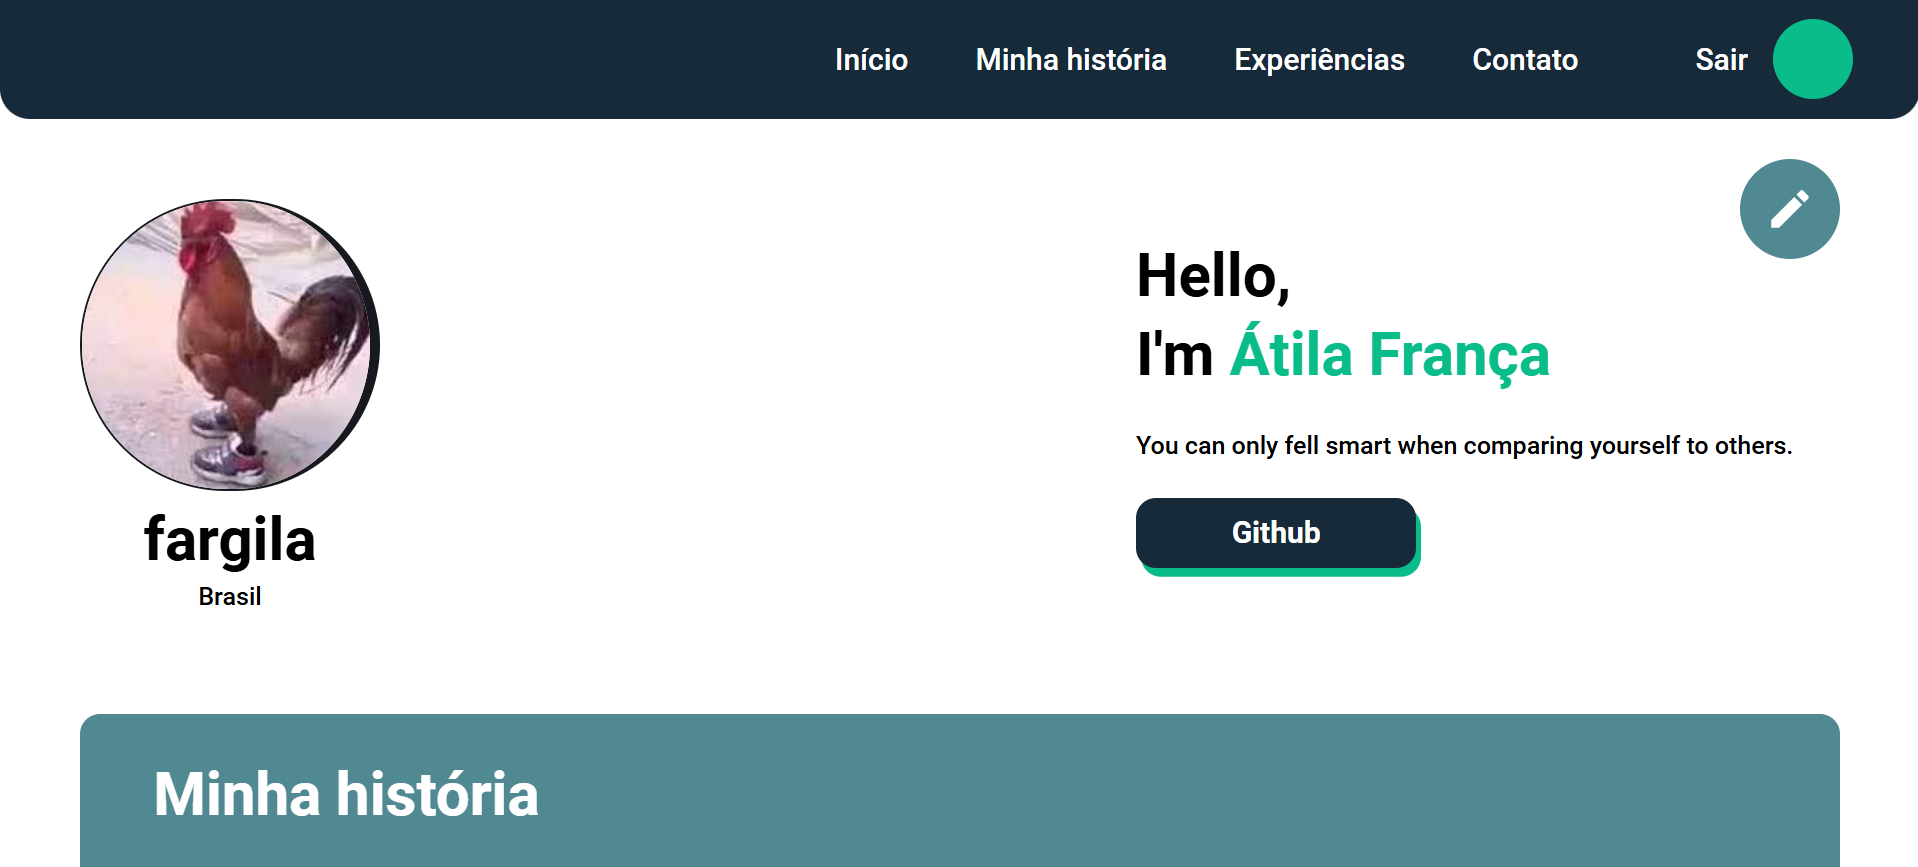 Início Minha história Experiências Contato Sair
Hello,
I'm Átila França
You can only fell smart when comparing yourself to others.
Github
fargila
Brasil
Minha história